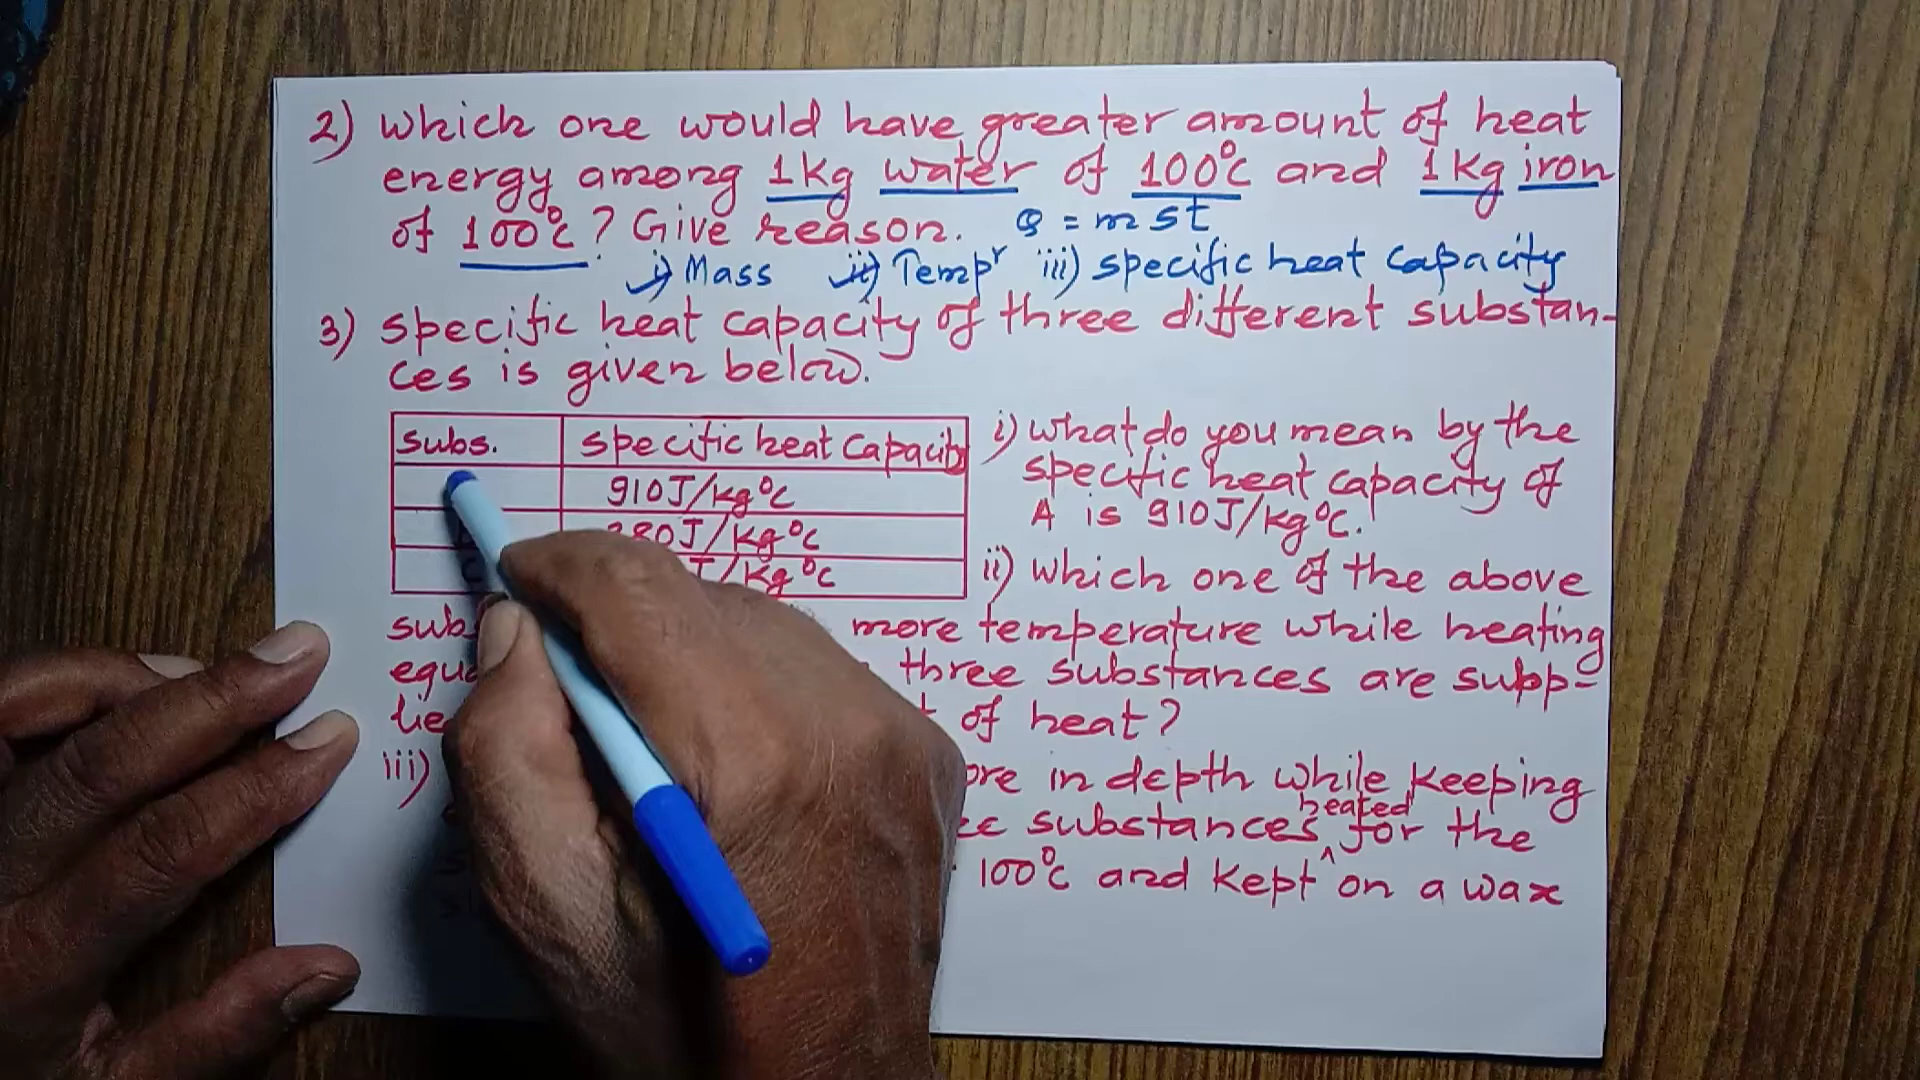 2) which one would have greater amount of heat
energy among 1kg water of 100°c and 1kg iron
of 100°c? Give reason. Q = mst
i) Mass ii) Temp^r iii) specific heat capacity
3) specific heat capacity of three different substan-
ces is given below.
subs. specific heat capacity
910J/kg°C
80J/kg°C
J/kg°C
i) what do you mean by the
specific heat capacity of
A is 910J/kg°C.
ii) which one of the above
more temperature while heating
three substances are supp-
of heat?
iii) in depth while keeping
heated
substances ^ for the
100°c and kept on a wax